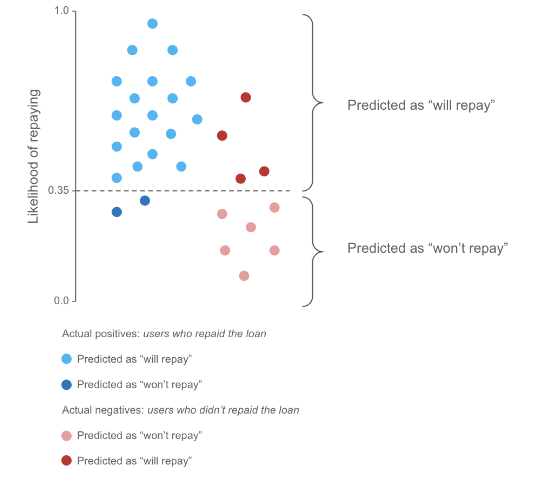 1.0
Likelihood of repaying
Predicted as “will repay”
0.35
Predicted as “won’t repay”
0.0
Actual positives: users who repaid the loan
Predicted as “will repay”
Predicted as “won’t repay”
Actual negatives: users who didn’t repaid the loan
Predicted as “won’t repay”
Predicted as “will repay”